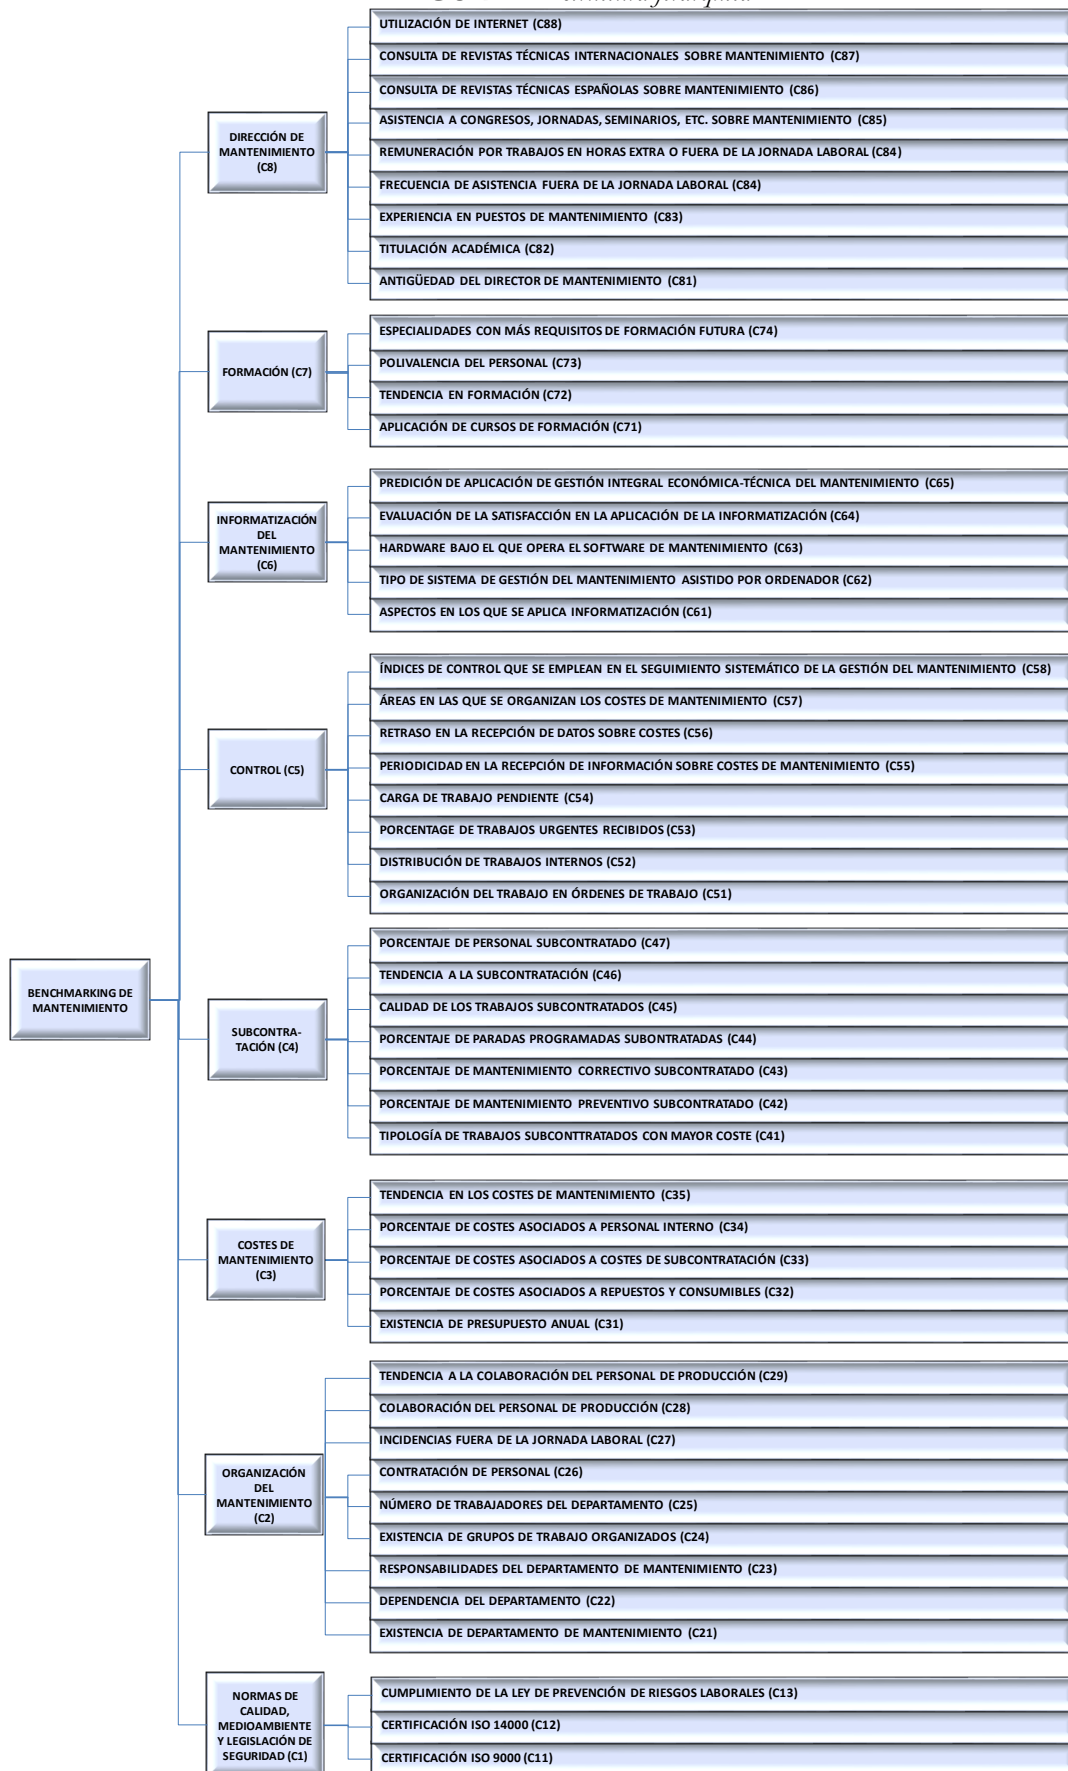 UTILIZACIÓN DE INTERNET (C88)
CONSULTA DE REVISTAS TÉCNICAS INTERNACIONALES SOBRE MANTENIMIENTO (C87)
CONSULTA DE REVISTAS TÉCNICAS ESPAÑOLAS SOBRE MANTENIMIENTO (C86)
ASISTENCIA A CONGRESOS, JORNADAS, SEMINARIOS, ETC. SOBRE MANTENIMIENTO (C85)
DIRECCIÓN DE
MANTENIMIENTO
(C8)
REMUNERACIÓN POR TRABAJOS EN HORAS EXTRA O FUERA DE LA JORNADA LABORAL (C84)
FRECUENCIA DE ASISTENCIA FUERA DE LA JORNADA LABORAL (C84)
EXPERIENCIA EN PUESTOS DE MANTENIMIENTO (C83)
TITULACIÓN ACADÉMICA (C82)
ANTIGÜEDAD DEL DIRECTOR DE MANTENIMIENTO (C81)
ESPECIALIDADES CON MÁS REQUISITOS DE FORMACIÓN FUTURA (C74)
POLIVALENCIA DEL PERSONAL (C73)
FORMACIÓN (C7)
TENDENCIA EN FORMACIÓN (C72)
APLICACIÓN DE CURSOS DE FORMACIÓN (C71)
PREDICIÓN DE APLICACIÓN DE GESTIÓN INTEGRAL ECONÓMICA-TÉCNICA DEL MANTENIMIENTO (C65)
EVALUACIÓN DE LA SATISFACCIÓN EN LA APLICACIÓN DE LA INFORMATIZACIÓN (C64)
INFORMATIZACIÓN
DEL
MANTENIMIENTO
(C6)
HARDWARE BAJO EL QUE OPERA EL SOFTWARE DE MANTENIMIENTO (C63)
TIPO DE SISTEMA DE GESTIÓN DEL MANTENIMIENTO ASISTIDO POR ORDENADOR (C62)
ASPECTOS EN LOS QUE SE APLICA INFORMATIZACIÓN (C61)
ÍNDICES DE CONTROL QUE SE EMPLEAN EN EL SEGUIMIENTO SISTEMÁTICO DE LA GESTIÓN DEL MANTENIMIENTO (C58)
ÁREAS EN LAS QUE SE ORGANIZAN LOS COSTES DE MANTENIMIENTO (C57)
RETRASO EN LA RECEPCIÓN DE DATOS SOBRE COSTES (C56)
PERIODICIDAD EN LA RECEPCIÓN DE INFORMACIÓN SOBRE COSTES DE MANTENIMIENTO (C55)
CONTROL (C5)
CARGA DE TRABAJO PENDIENTE (C54)
PORCENTAGE DE TRABAJOS URGENTES RECIBIDOS (C53)
DISTRIBUCIÓN DE TRABAJOS INTERNOS (C52)
ORGANIZACIÓN DEL TRABAJO EN ÓRDENES DE TRABAJO (C51)
BENCHMARKING DE
MANTENIMIENTO
PORCENTAJE DE PERSONAL SUBCONTRATADO (C47)
TENDENCIA A LA SUBCONTRATACIÓN (C46)
CALIDAD DE LOS TRABAJOS SUBCONTRATADOS (C45)
SUBCONTRA-
TACIÓN (C4)
PORCENTAJE DE PARADAS PROGRAMADAS SUBONTRATADAS (C44)
PORCENTAJE DE MANTENIMIENTO CORRECTIVO SUBCONTRATADO (C43)
PORCENTAJE DE MANTENIMIENTO PREVENTIVO SUBCONTRATADO (C42)
TIPOLOGÍA DE TRABAJOS SUBCONTTRATADOS CON MAYOR COSTE (C41)
TENDENCIA EN LOS COSTES DE MANTENIMIENTO (C35)
PORCENTAJE DE COSTES ASOCIADOS A PERSONAL INTERNO (C34)
COSTES DE
MANTENIMIENTO
(C3)
PORCENTAJE DE COSTES ASOCIADOS A COSTES DE SUBCONTRATACIÓN (C33)
PORCENTAJE DE COSTES ASOCIADOS A REPUESTOS Y CONSUMIBLES (C32)
EXISTENCIA DE PRESUPUESTO ANUAL (C31)
TENDENCIA A LA COLABORACIÓN DEL PERSONAL DE PRODUCCIÓN (C29)
COLABORACIÓN DEL PERSONAL DE PRODUCCIÓN (C28)
INCIDENCIAS FUERA DE LA JORNADA LABORAL (C27)
CONTRATACIÓN DE PERSONAL (C26)
ORGANIZACIÓN
DEL
MANTENIMIENTO
(C2)
NÚMERO DE TRABAJADORES DEL DEPARTAMENTO (C25)
EXISTENCIA DE GRUPOS DE TRABAJO ORGANIZADOS (C24)
RESPONSABILIDADES DEL DEPARTAMENTO DE MANTENIMIENTO (C23)
DEPENDENCIA DEL DEPARTAMENTO (C22)
EXISTENCIA DE DEPARTAMENTO DE MANTENIMIENTO (C21)
NORMAS DE
CALIDAD,
MEDIOAMBIENTE
Y LEGISLACIÓN DE
SEGURIDAD (C1)
CUMPLIMIENTO DE LA LEY DE PREVENCIÓN DE RIESGOS LABORALES (C13)
CERTIFICACIÓN ISO 14000 (C12)
CERTIFICACIÓN ISO 9000 (C11)